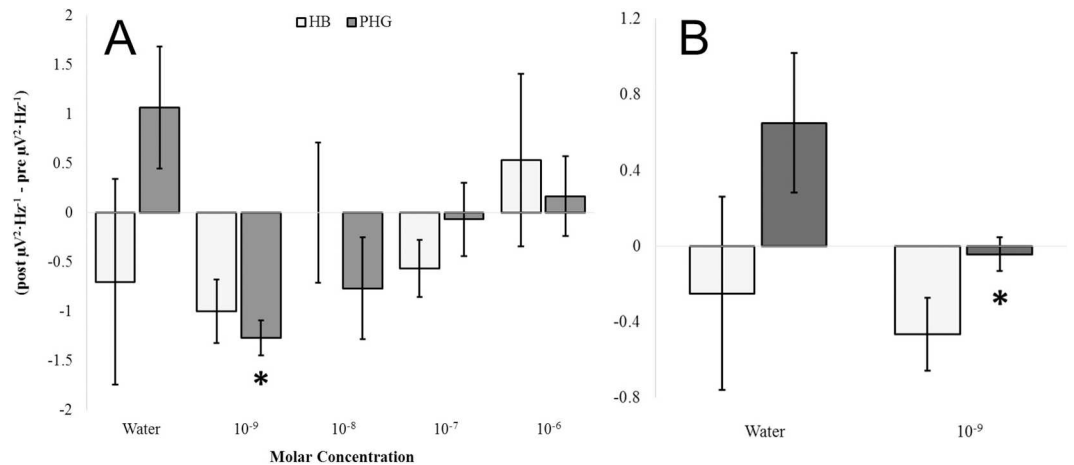 A
HB PHG
(post µV²·Hz⁻¹ - pre µV²·Hz⁻¹)
2
1.5
1
0.5
0
-0.5
-1
-1.5
-2
*
Water 10⁻⁹ 10⁻⁸ 10⁻⁷ 10⁻⁶
Molar Concentration
B
1.2
0.8
0.4
0
-0.4
-0.8
*
Water 10⁻⁹